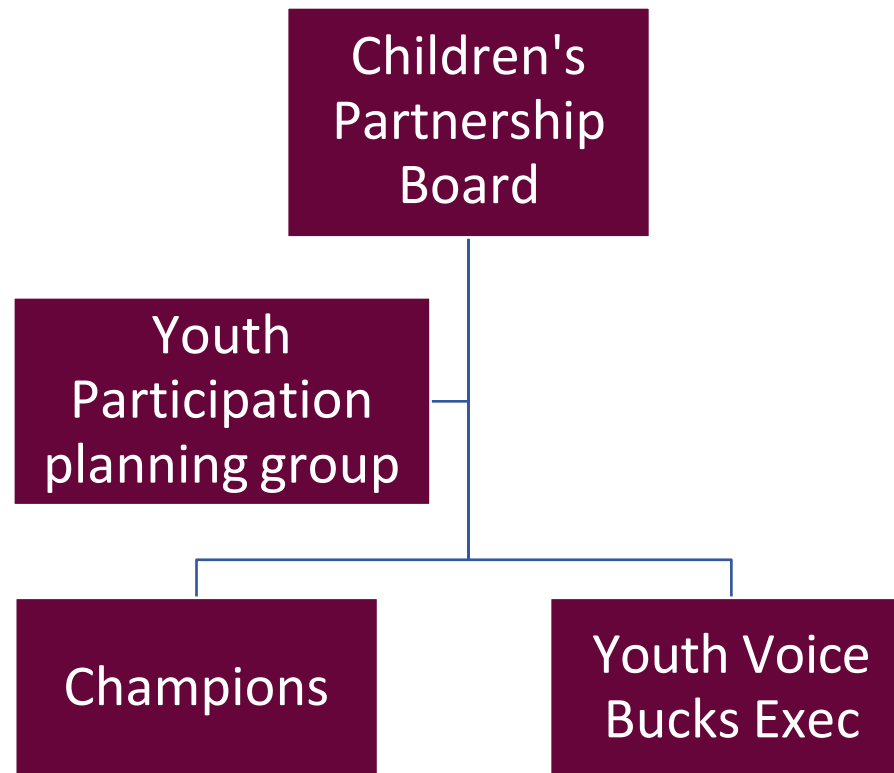 Children's
Partnership
Board
Youth
Participation
planning group
Champions
Youth Voice
Bucks Exec